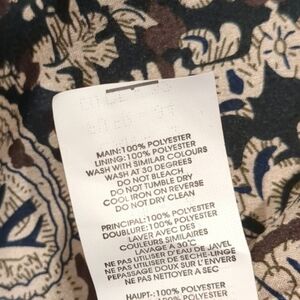 MAIN:100% POLYESTER
LINING:100% POLYESTER
WASH WITH SIMILAR COLOURS
WASH AT 30 DEGREES
DO NOT BLEACH
DO NOT TUMBLE DRY
COOL IRON ON REVERSE
DO NOT DRY CLEAN
PRINCIPAL:100% POLYESTER
DOUBLURE:100% POLYESTER
LAVER AVEC DES
COULEURS SIMILAIRES
LAVAGE A 30°C
NE PAS UTILISER D'EAU DE JAVEL
NE PAS UTILISER DE SECHE-LINGE
REPASSAGE DOUX SUR L'ENVERS
NE PAS NETTOYER A SEC
HAUPT-:100% POLYESTER